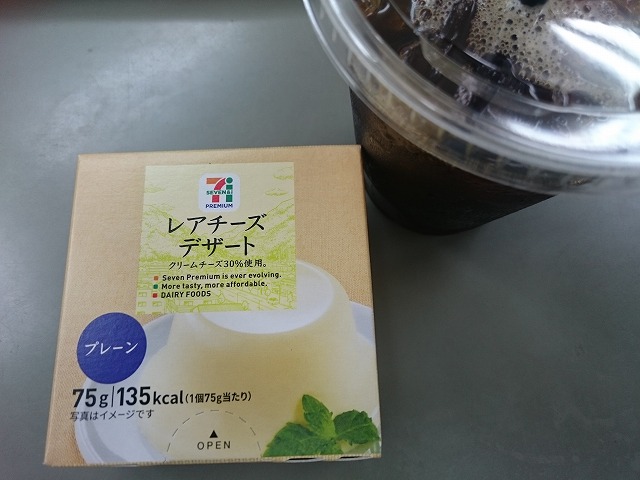 SEVEN&i
PREMIUM
レアチーズ
デザート
クリームチーズ30%使用。
Seven Premium is ever evolving.
More tasty, more affordable.
DAIRY FOODS
プレーン
75g 135kcal(1個75g当たり)
写真はイメージです
OPEN